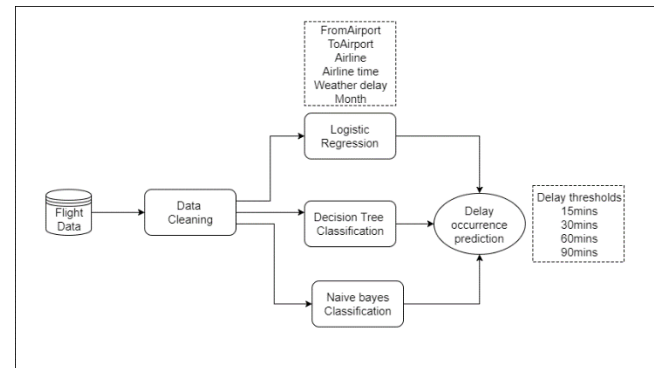 FromAirport
ToAirport
Airline
Airline time
Weather delay
Month
Logistic
Regression
Flight
Data
Data
Cleaning
Decision Tree
Classification
Delay
occurrence
prediction
Delay thresholds
15mins
30mins
60mins
90mins
Naive bayes
Classification